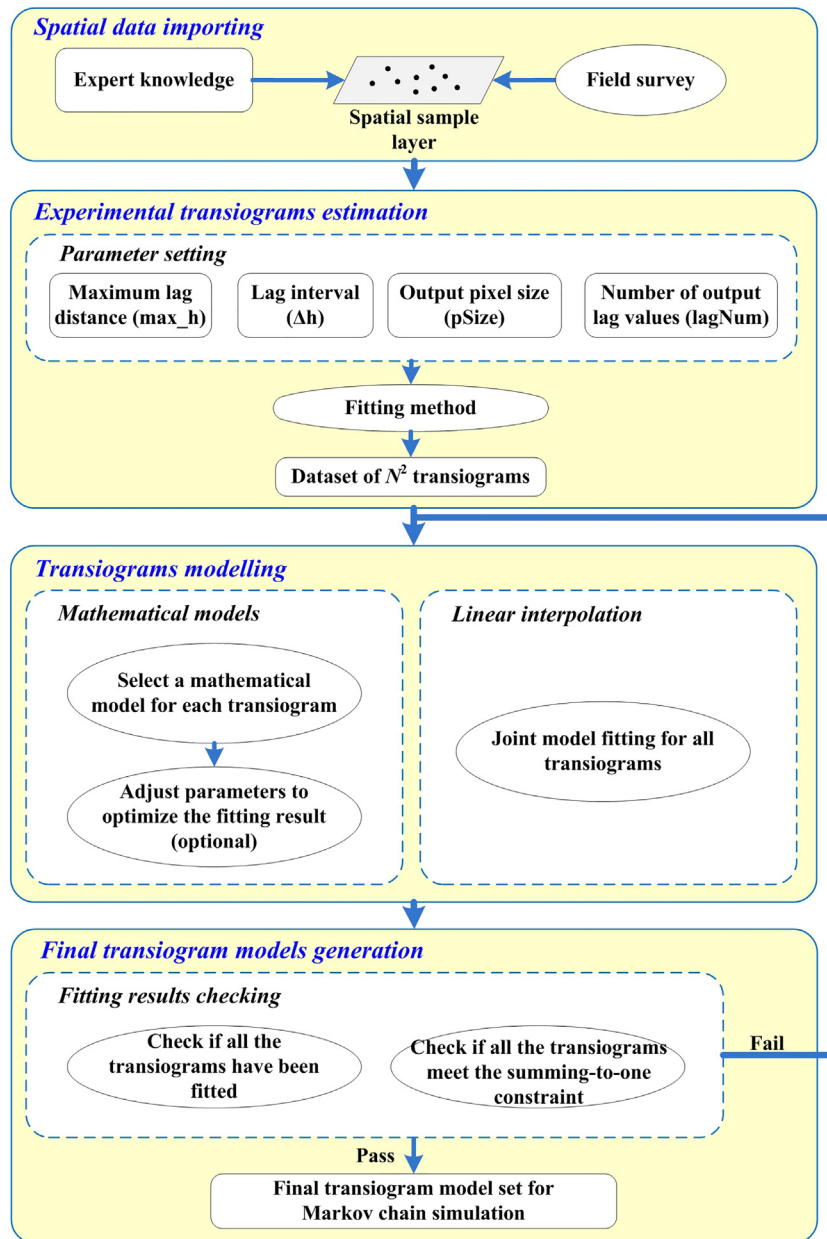 Spatial data importing
Expert knowledge
Field survey
Spatial sample
layer
Experimental transiograms estimation
Parameter setting
Maximum lag
distance (max_h)
Lag interval
(Δh)
Output pixel size
(pSize)
Number of output
lag values (lagNum)
Fitting method
Dataset of N² transiograms
Transiograms modelling
Mathematical models
Select a mathematical
model for each transiogram
Adjust parameters to
optimize the fitting result
(optional)
Linear interpolation
Joint model fitting for all
transiograms
Final transiogram models generation
Fitting results checking
Check if all the
transiograms have been
fitted
Check if all the transiograms
meet the summing-to-one
constraint
Fail
Pass
Final transiogram model set for
Markov chain simulation